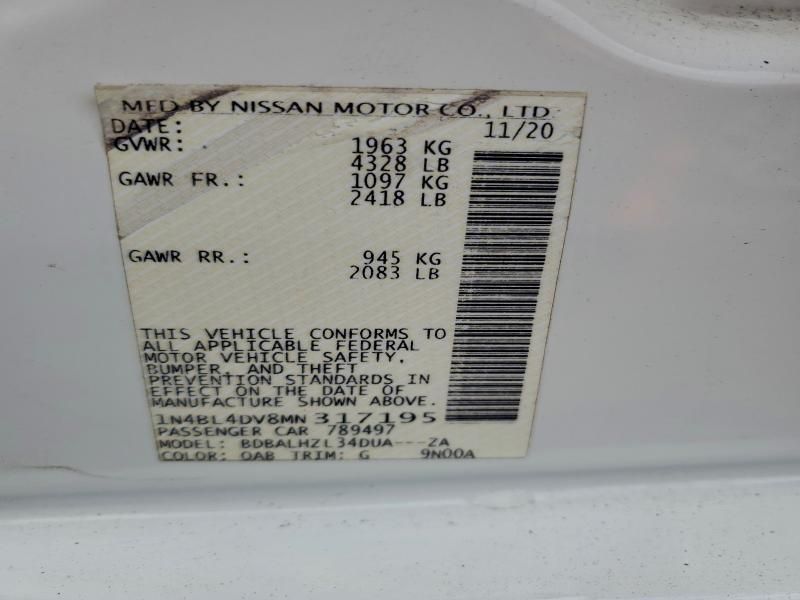 MFD BY NISSAN MOTOR CO., LTD
DATE: 11/20
GVWR: 1963 KG
4328 LB
GAWR FR.: 1097 KG
2418 LB
GAWR RR.: 945 KG
2083 LB
THIS VEHICLE CONFORMS TO
ALL APPLICABLE FEDERAL
MOTOR VEHICLE SAFETY,
BUMPER, AND THEFT
PREVENTION STANDARDS IN
EFFECT ON THE DATE OF
MANUFACTURE SHOWN ABOVE.
1N4BL4DV8MN 317195
PASSENGER CAR 789497
MODEL: BDBALHZL34DUA---ZA
COLOR: QAB TRIM: G 9N00A